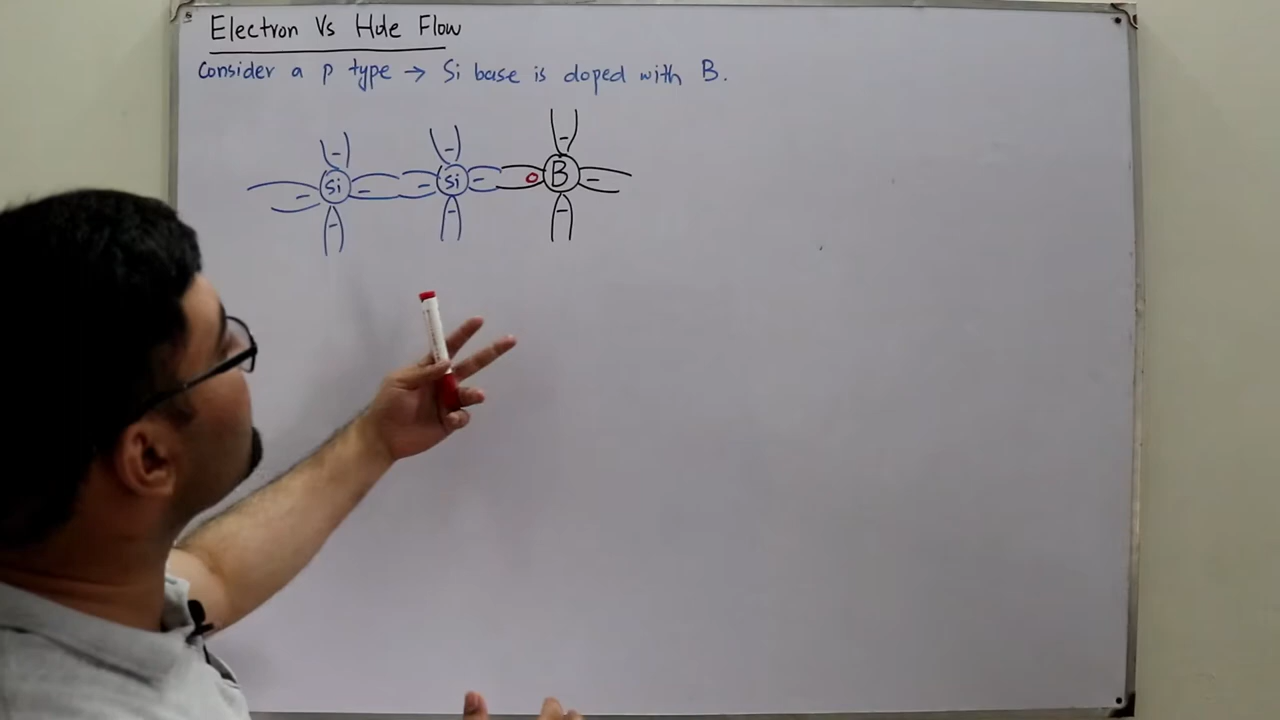 Electron Vs Hole Flow
Consider a p type → Si base is doped with B.
Si Si B